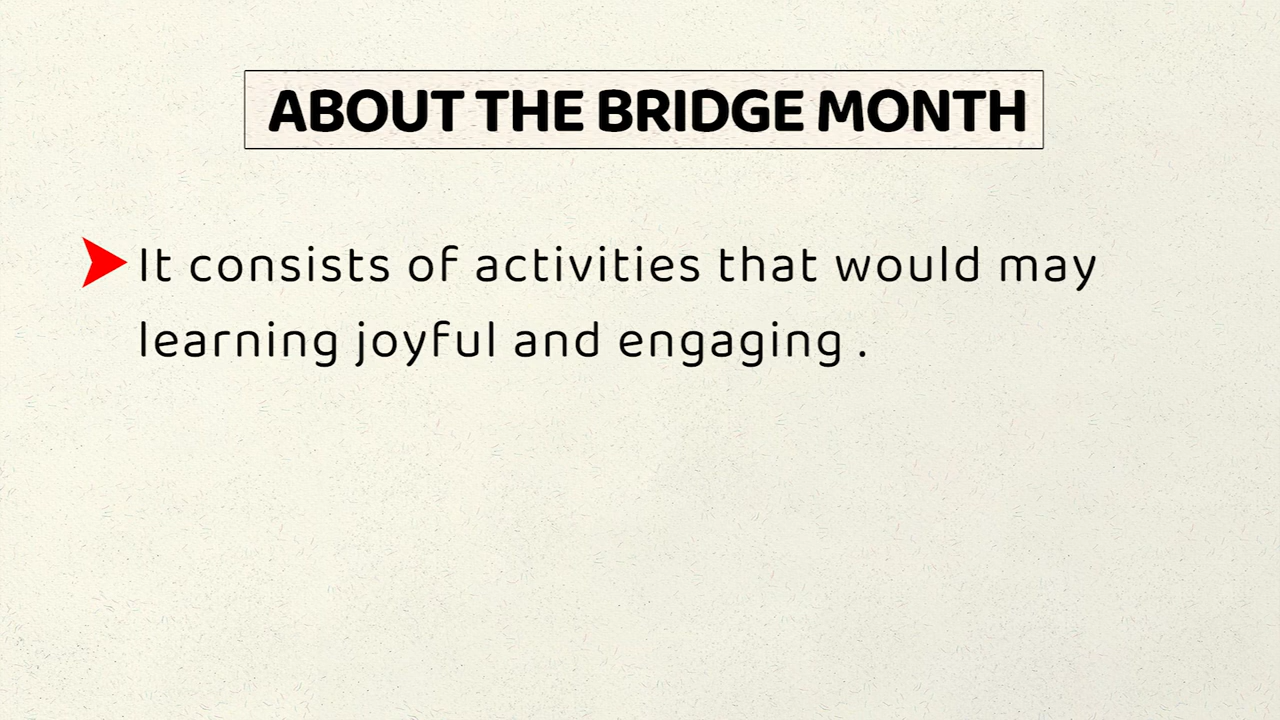 ABOUT THE BRIDGE MONTH
It consists of activities that would may
learning joyful and engaging .